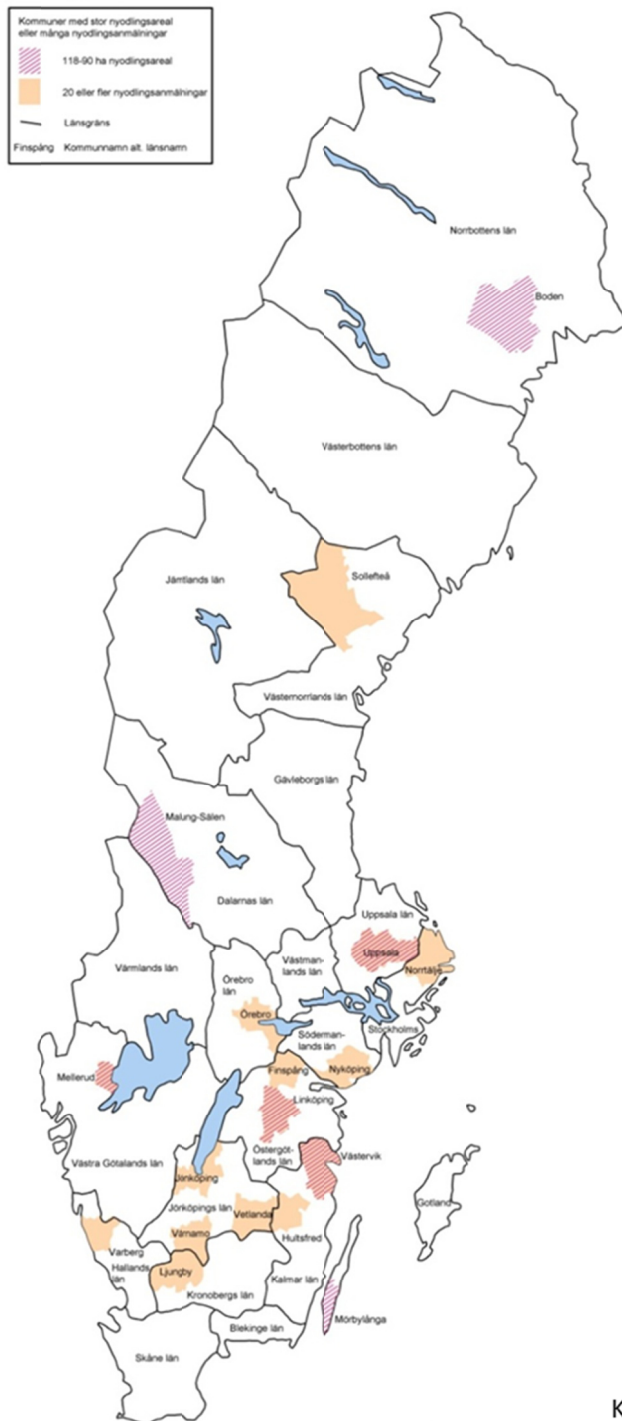 Kommuner med stor nyodlingsareal
eller många nyodlingsanmälningar
118-90 ha nyodlingsareal
20 eller fler nyodlingsanmälningar
Länsgräns
Finspång Kommunnamn alt. länsnamn
Norrbottens län
Boden
Västerbottens län
Jämtlands län
Sollefteå
Västernorrlands län
Gävleborgs län
Malung-Sälen
Dalarnas län
Uppsala län
Uppsala
Norrtälje
Värmlands län
Örebro
län
Västman-
lands län
Örebro
Söderman-
lands län
Stockholms
Mellerud
Finspång
Nyköping
Linköping
Östergöt-
lands län
Västervik
Västra Götalands län
Jönköping
Jörköpings län
Vetlanda
Gotland
Värnamo
Hultsfred
Varberg
Hallands
län
Ljungby
Kalmar län
Kronobergs län
Mörbylånga
Blekinge län
Skåne län
K